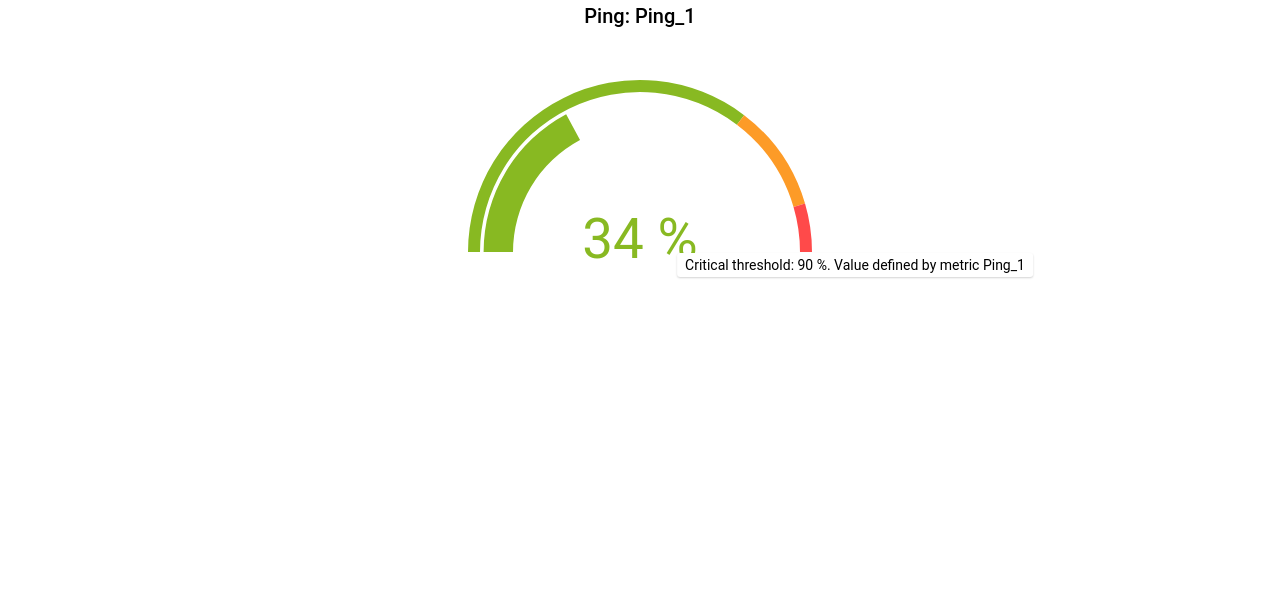 Ping: Ping_1
34 %
Critical threshold: 90 %. Value defined by metric Ping_1